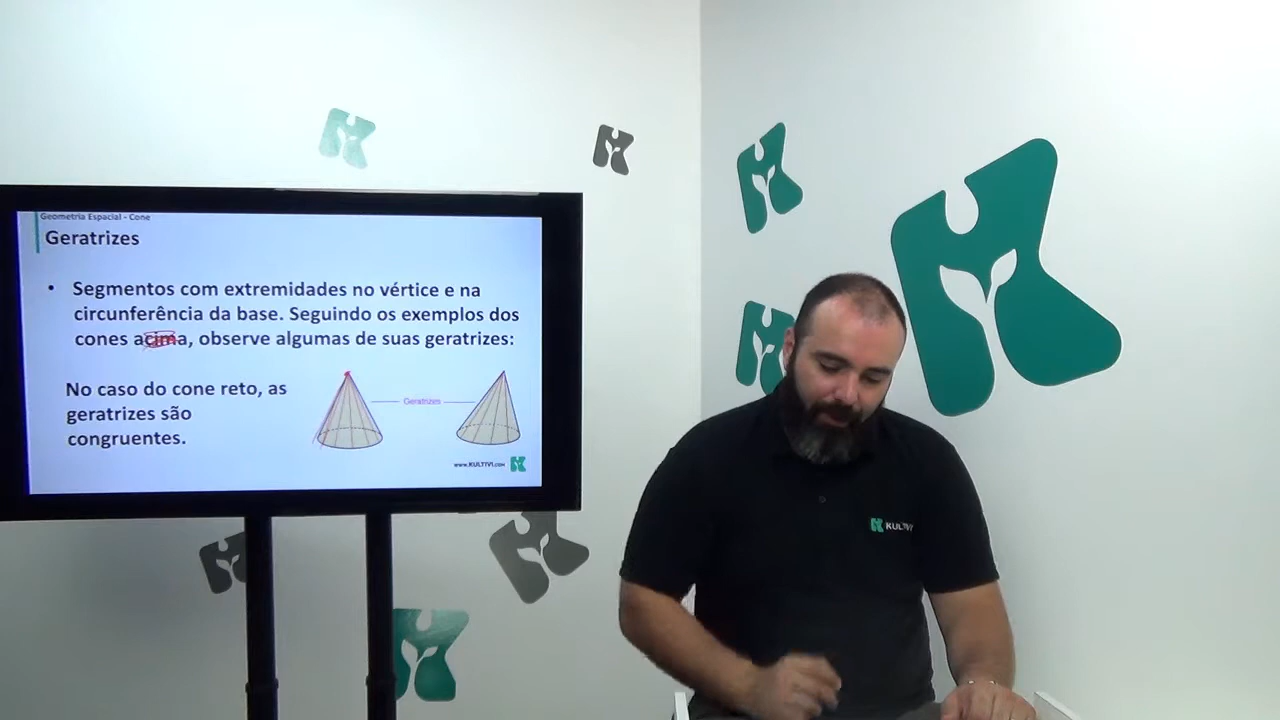 Geometria Espacial - Cone
Geratrizes
• Segmentos com extremidades no vértice e na
circunferência da base. Seguindo os exemplos dos
cones acima, observe algumas de suas geratrizes:
No caso do cone reto, as
geratrizes são
congruentes.
Geratrizes
www.KULTIVI.com
KULTIVI